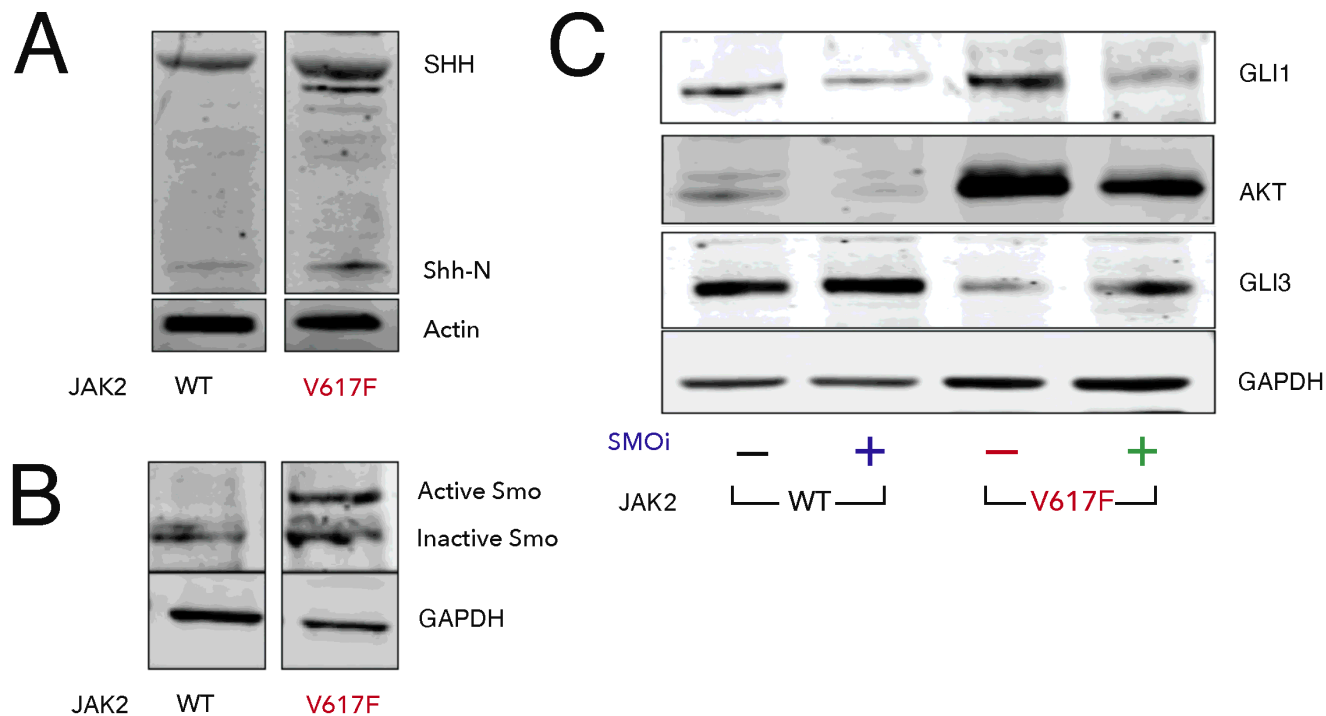 A
SHH
Shh-N
Actin
JAK2 WT V617F
B
Active Smo
Inactive Smo
GAPDH
JAK2 WT V617F
C
GLI1
AKT
GLI3
GAPDH
SMOi − + − +
JAK2 WT V617F